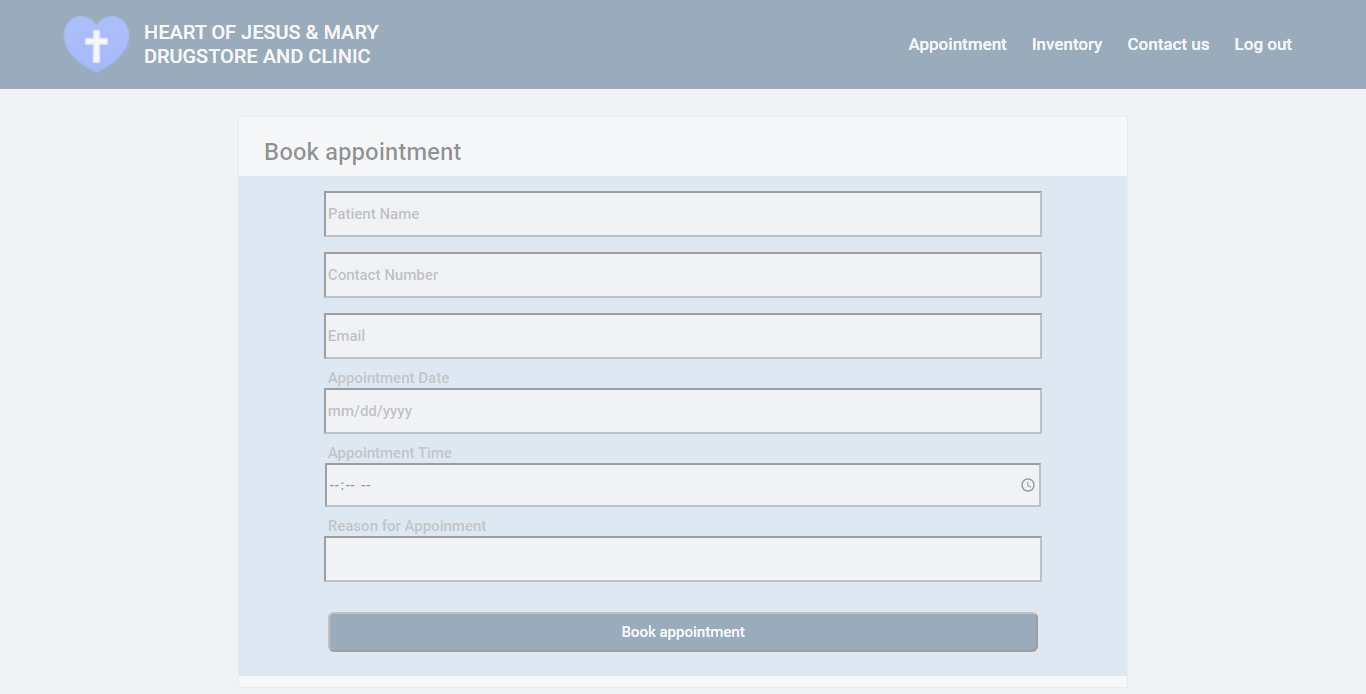 HEART OF JESUS & MARY
DRUGSTORE AND CLINIC
Appointment Inventory Contact us Log out
Book appointment
Patient Name
Contact Number
Email
Appointment Date
mm/dd/yyyy
Appointment Time
--:-- --
Reason for Appoinment
Book appointment